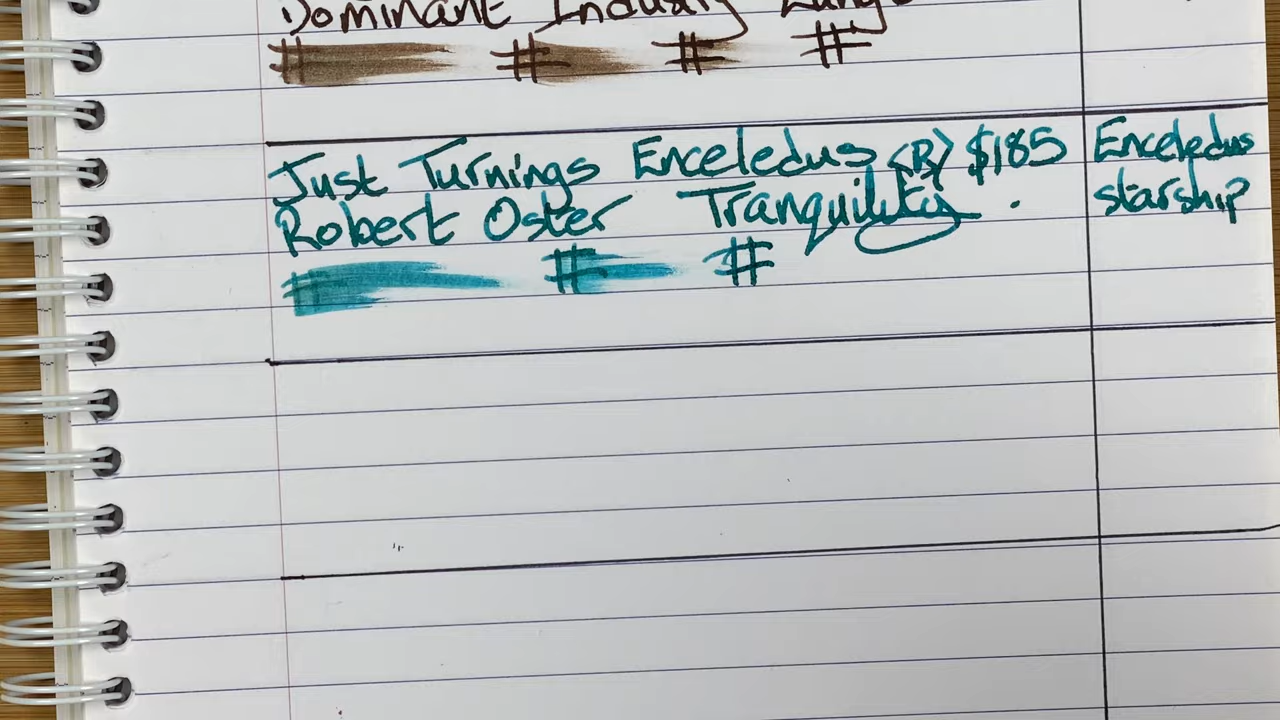 Dominant Industry
# # # #
Just Turnings Enceledus <R> $185
Robert Oster Tranquility .
# # #
Enceledus
starship